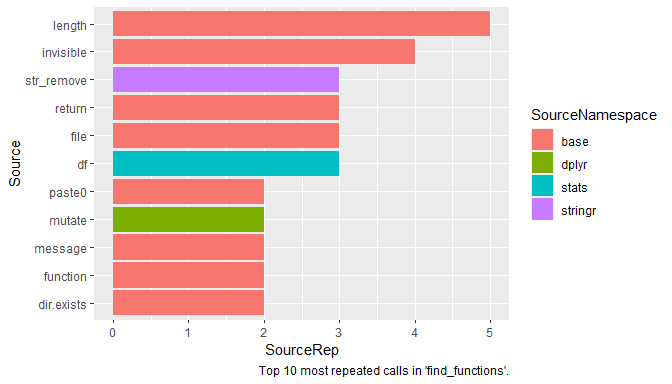 length
invisible
str_remove
return
file
df
paste0
mutate
message
function
dir.exists
Source
0
1
2
3
4
5
SourceRep
Top 10 most repeated calls in 'find_functions'.
SourceNamespace
base
dplyr
stats
stringr